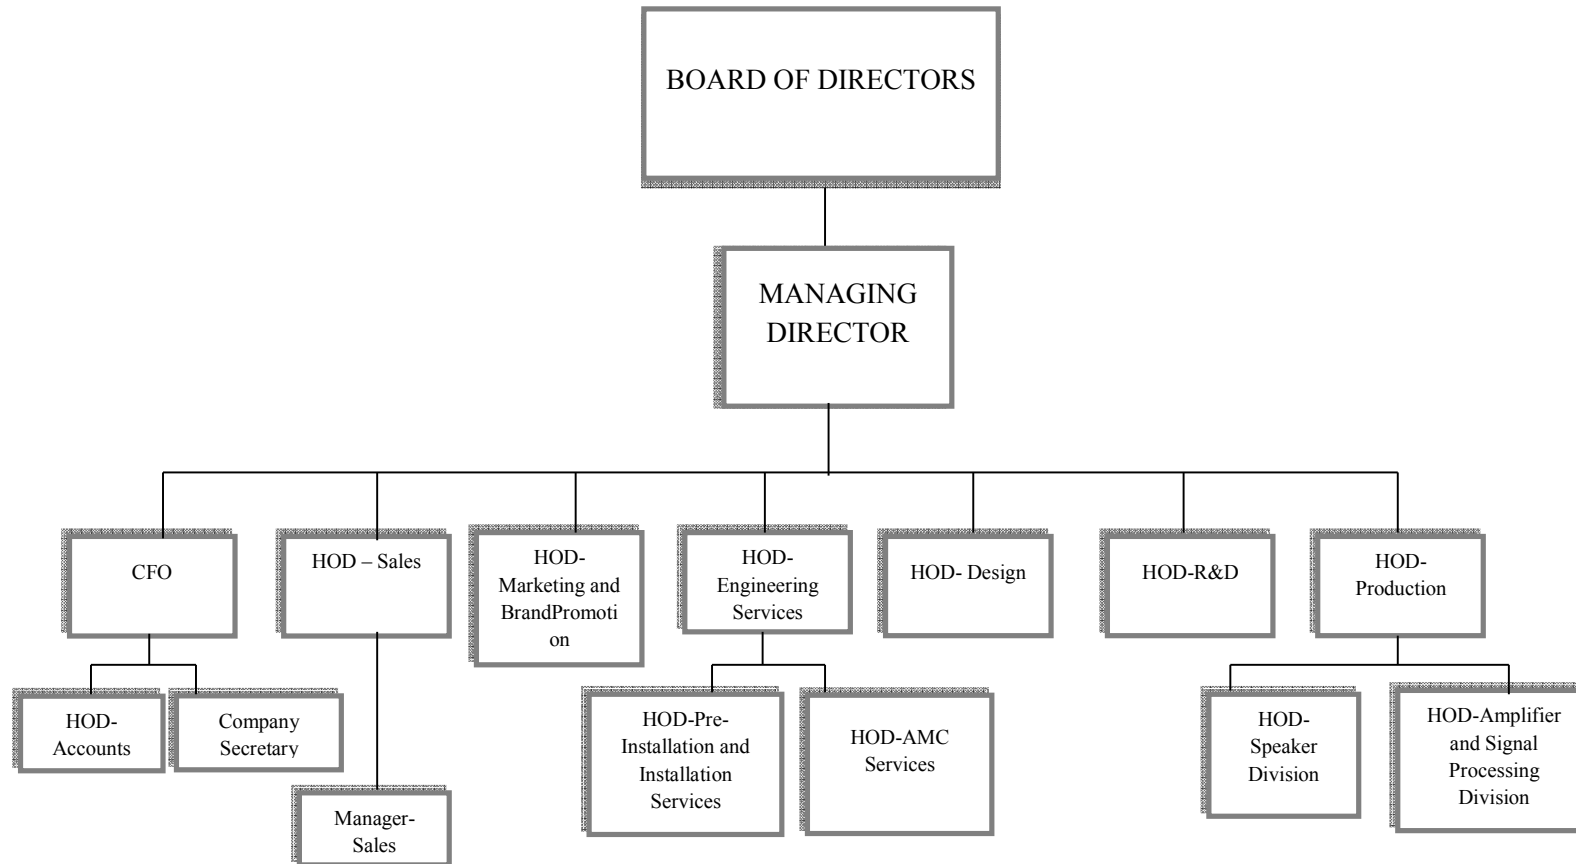 BOARD OF DIRECTORS
MANAGING
DIRECTOR
CFO
HOD – Sales
HOD-
Marketing and
BrandPromoti
on
HOD-
Engineering
Services
HOD- Design
HOD-R&D
HOD-
Production
HOD-
Accounts
Company
Secretary
Manager-
Sales
HOD-Pre-
Installation and
Installation
Services
HOD-AMC
Services
HOD-
Speaker
Division
HOD-Amplifier
and Signal
Processing
Division